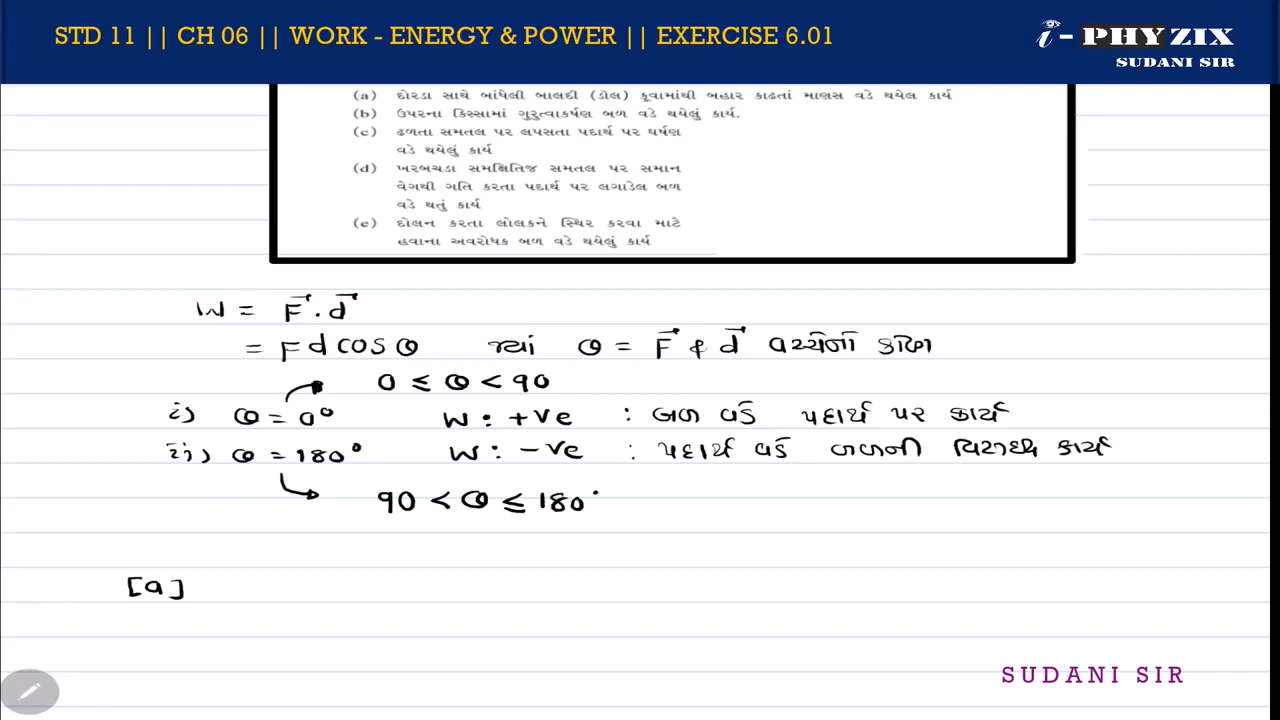 STD 11 || CH 06 || WORK - ENERGY & POWER || EXERCISE 6.01
i - PHYZIX
SUDANI SIR
(a) દોરડા સાથે બાંધેલી બાલદી (ડોલ) કૂવામાંથી બહાર કાઢતાં માણસ વડે થયેલ કાર્ય
(b) ઉપરના કિસ્સામાં ગુરુત્વાકર્ષણ બળ વડે થયેલું કાર્ય.
(c) ઢળતા સમતલ પર લપસતા પદાર્થ પર ઘર્ષણ
વડે થયેલું કાર્ય
(d) ખરબચડા સમક્ષિતિજ સમતલ પર સમાન
વેગથી ગતિ કરતા પદાર્થ પર લગાડેલ બળ
વડે થતું કાર્ય
(e) દોલન કરતા લોલકને સ્થિર કરવા માટે
હવાના અવરોધક બળ વડે થયેલું કાર્ય
W = F⃗ . d⃗
= F d cos θ જ્યાં θ = F⃗ & d⃗ વચ્ચેનો કોણ
0 ≤ θ < 90
i) θ = 0° W : +ve : બળ વડે પદાર્થ પર કાર્ય
ii) θ = 180° W : -ve : પદાર્થ વડે બળની વિરુદ્ધ કાર્ય
90 < θ ≤ 180°
[a]
SUDANI SIR